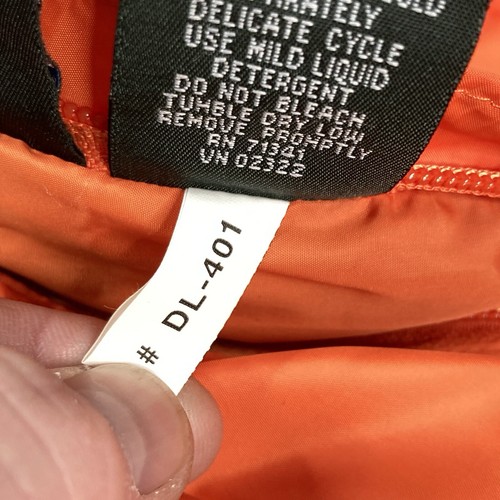 DELICATE CYCLE
USE MILD LIQUID
DETERGENT
DO NOT BLEACH
TUMBLE DRY LOW
REMOVE PROMPTLY
RN 71341
VN 02322
# DL-401